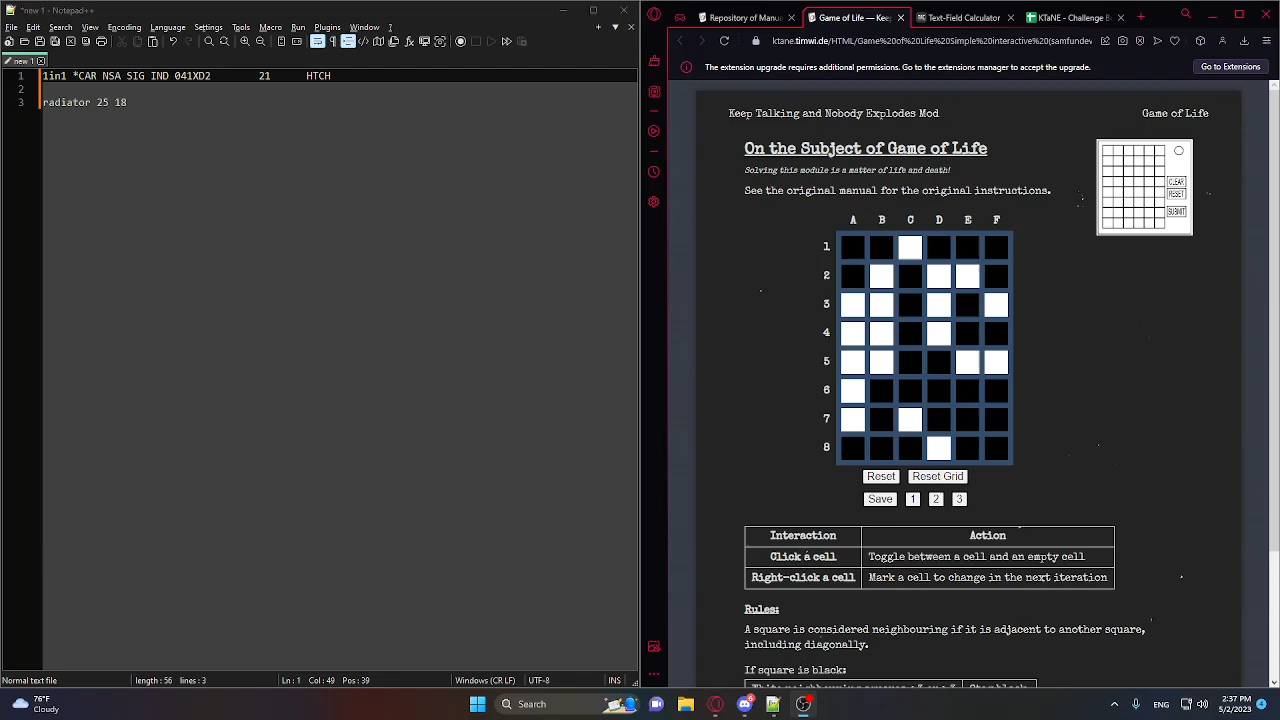 *new 1 - Notepad++
File Edit Search View Encoding Language Settings Tools Macro Run Plugins Window ?
new 1
1 1in1 *CAR NSA SIG IND 041XD2 21 HTCH
2
3 radiator 25 18
Normal text file length: 56 lines: 3 Ln: 1 Col: 49 Pos: 39 Windows (CR LF) UTF-8 INS
Repository of Manua
Game of Life — Keep
Text-Field Calculator
KTaNE - Challenge B
ktane.timwi.de/HTML/Game%20of%20Life%20Simple%20interactive%20(samfunde
The extension upgrade requires additional permissions. Go to the extensions manager to accept the upgrade.
Go to Extensions
Keep Talking and Nobody Explodes Mod
Game of Life
On the Subject of Game of Life
Solving this module is a matter of life and death!
See the original manual for the original instructions.
CLEAR
RESET
SUBMIT
A B C D E F
1
2
3
4
5
6
7
8
Reset Reset Grid
Save 1 2 3
Interaction Action
Click a cell Toggle between a cell and an empty cell
Right-click a cell Mark a cell to change in the next iteration
Rules:
A square is considered neighbouring if it is adjacent to another square,
including diagonally.
If square is black:
76°F
Cloudy
Search
ENG
2:37 PM
5/2/2023